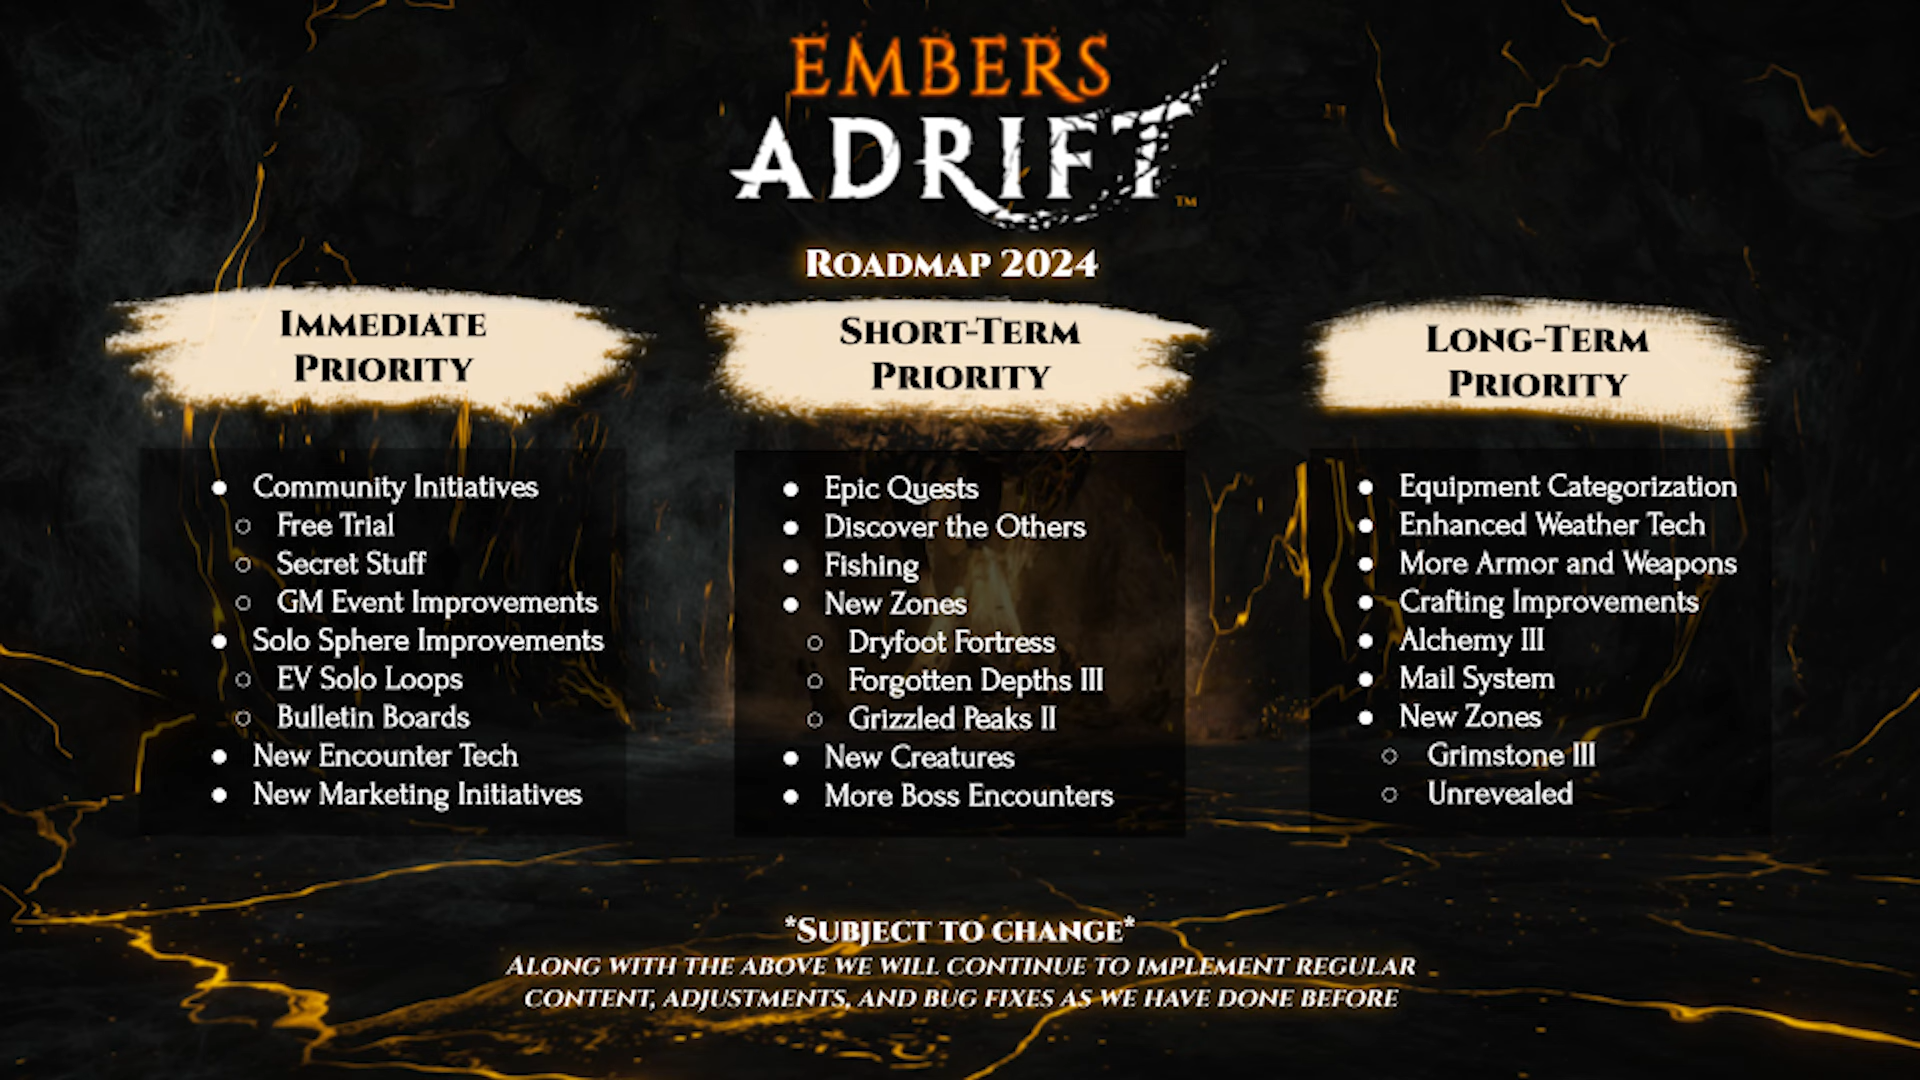 EMBERS
ADRIFT
TM
ROADMAP 2024
IMMEDIATE
PRIORITY
• Community Initiatives
○ Free Trial
○ Secret Stuff
○ GM Event Improvements
• Solo Sphere Improvements
○ EV Solo Loops
○ Bulletin Boards
• New Encounter Tech
• New Marketing Initiatives
SHORT-TERM
PRIORITY
• Epic Quests
• Discover the Others
• Fishing
• New Zones
○ Dryfoot Fortress
○ Forgotten Depths III
○ Grizzled Peaks II
• New Creatures
• More Boss Encounters
LONG-TERM
PRIORITY
• Equipment Categorization
• Enhanced Weather Tech
• More Armor and Weapons
• Crafting Improvements
• Alchemy III
• Mail System
• New Zones
○ Grimstone III
○ Unrevealed
*SUBJECT TO CHANGE*
ALONG WITH THE ABOVE WE WILL CONTINUE TO IMPLEMENT REGULAR
CONTENT, ADJUSTMENTS, AND BUG FIXES AS WE HAVE DONE BEFORE